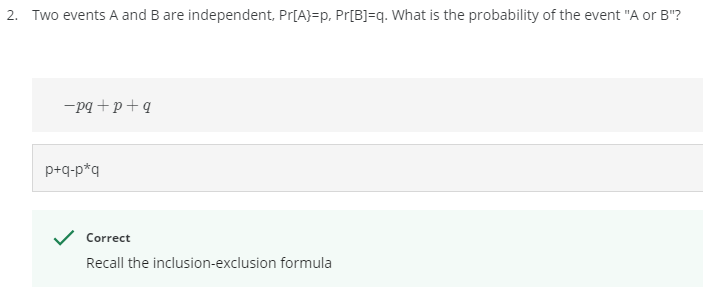 2. Two events A and B are independent, Pr[A}=p, Pr[B]=q. What is the probability of the event "A or B"?
−pq + p + q
p+q-p*q
Correct
Recall the inclusion-exclusion formula